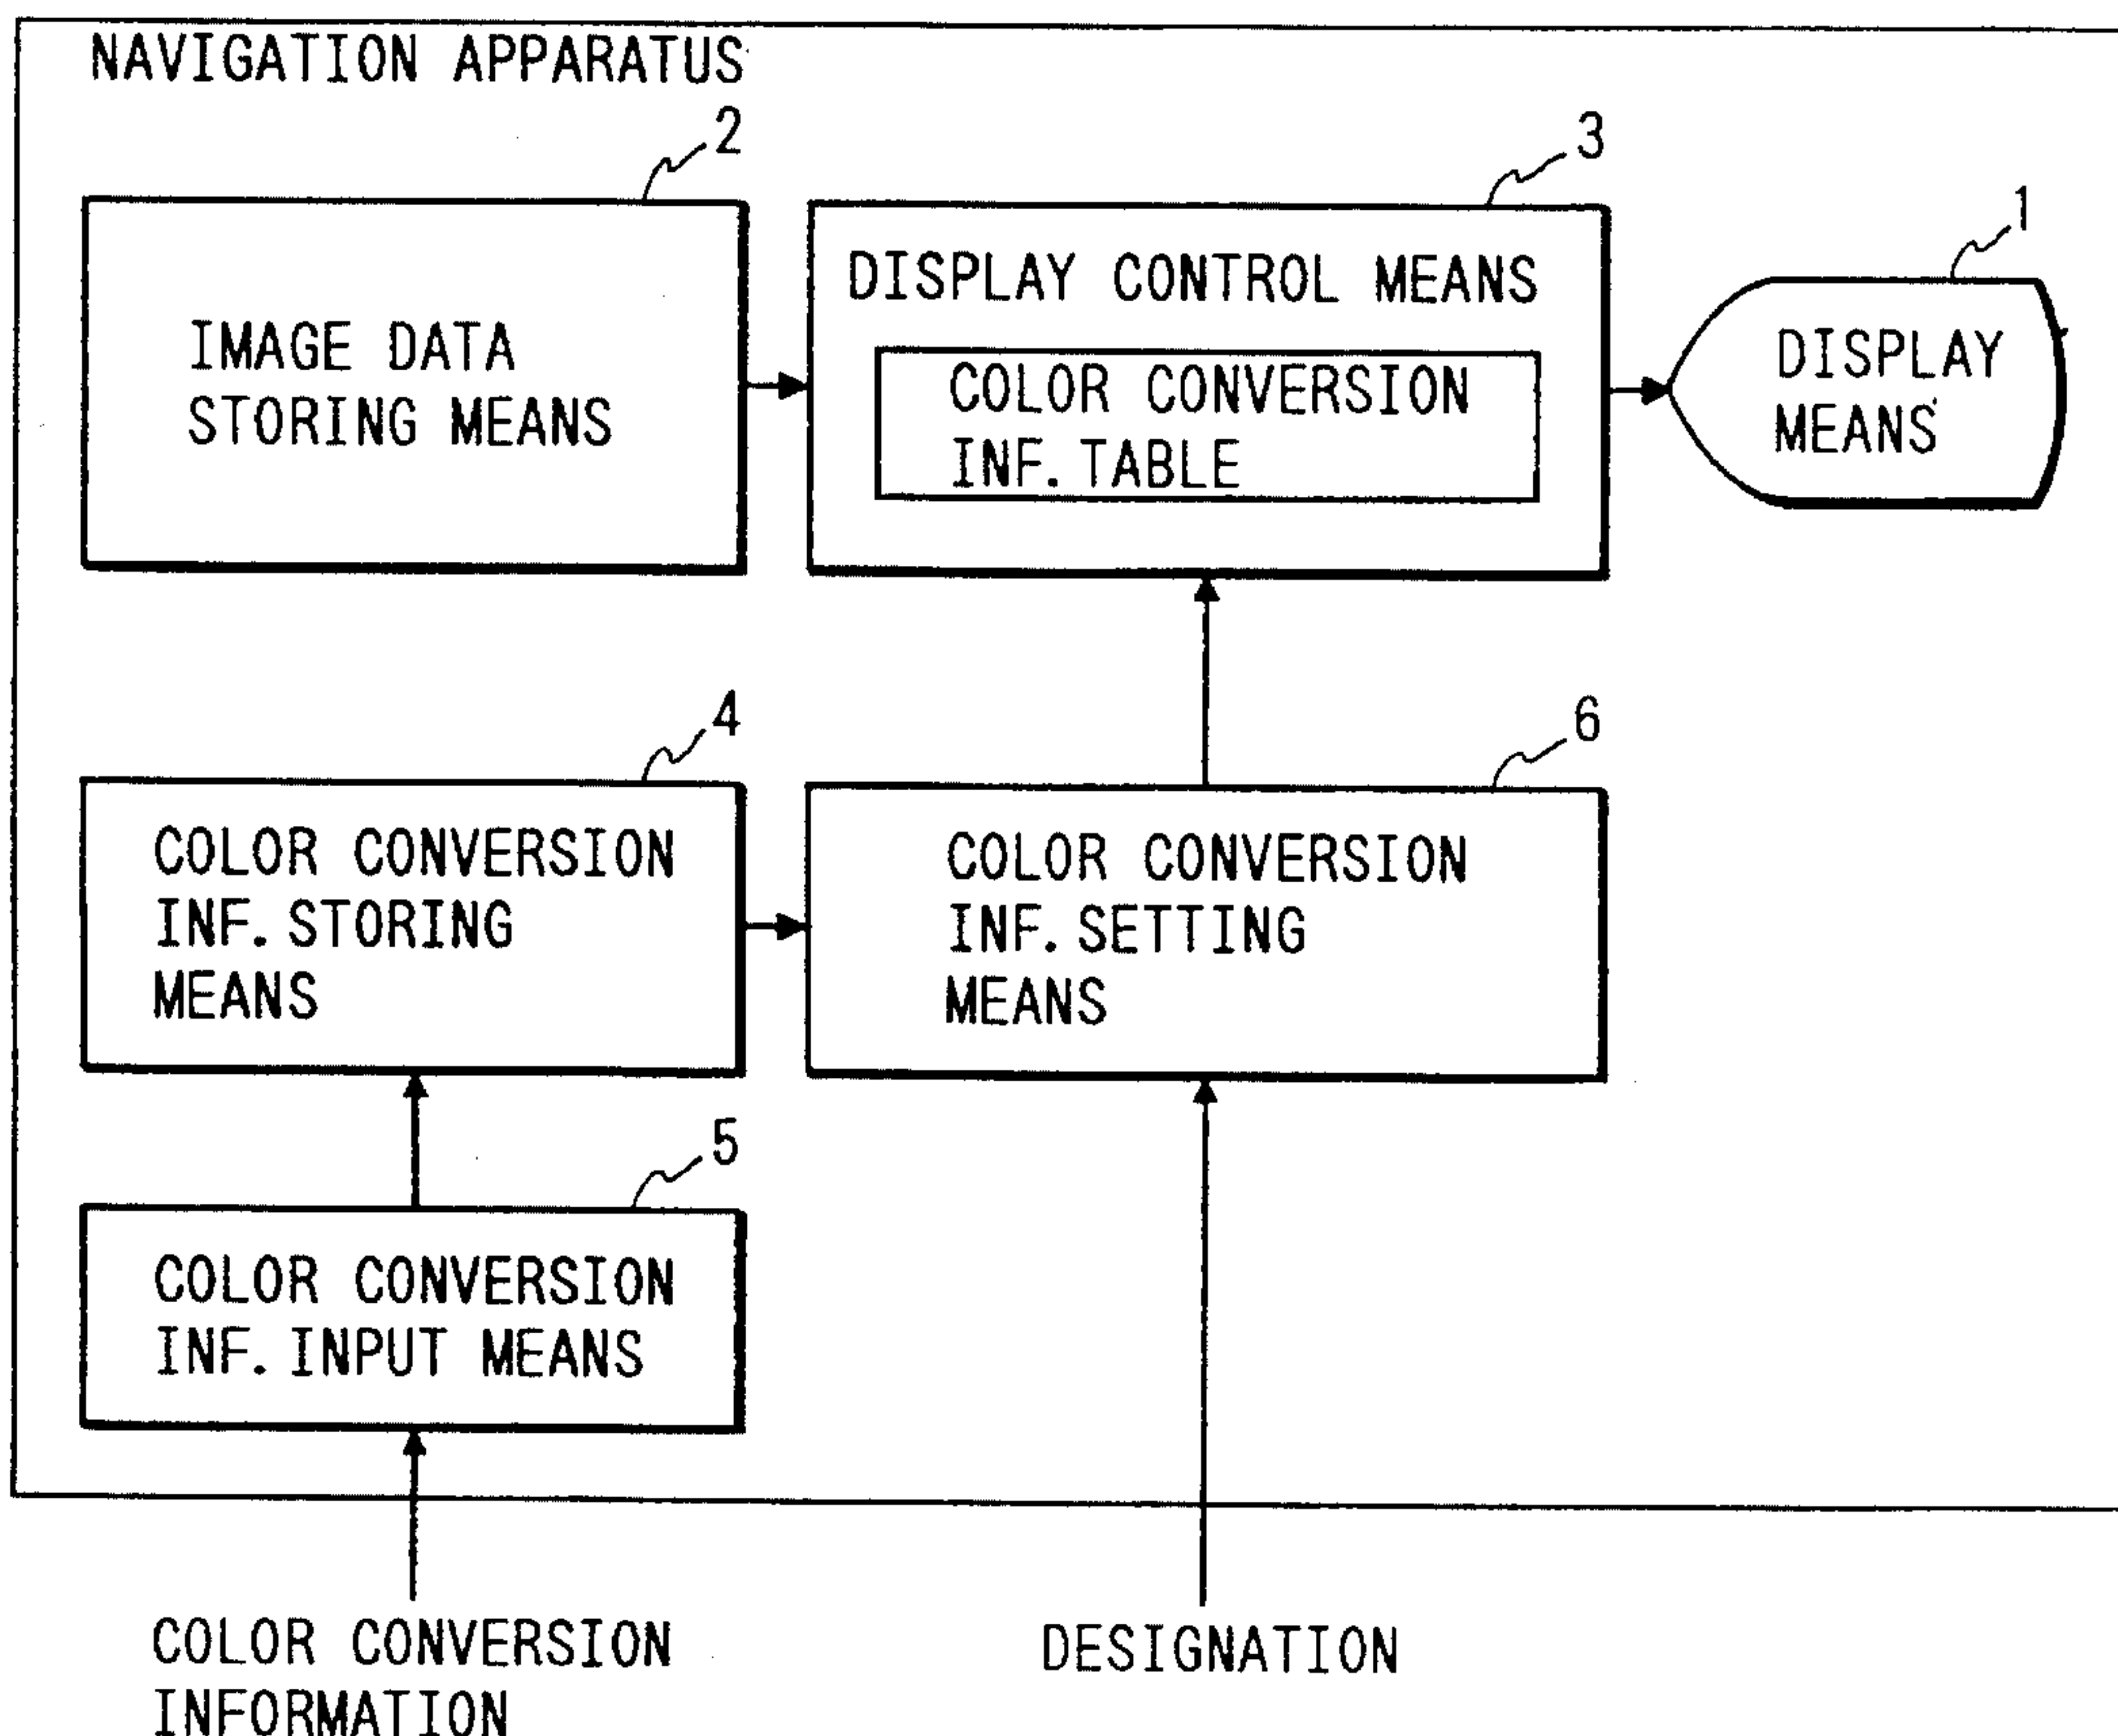 NAVIGATION APPARATUS
2
3
1
IMAGE DATA
STORING MEANS
DISPLAY CONTROL MEANS
COLOR CONVERSION
INF. TABLE
DISPLAY
MEANS
4
6
COLOR CONVERSION
INF. STORING
MEANS
COLOR CONVERSION
INF. SETTING
MEANS
5
COLOR CONVERSION
INF. INPUT MEANS
COLOR CONVERSION
INFORMATION
DESIGNATION